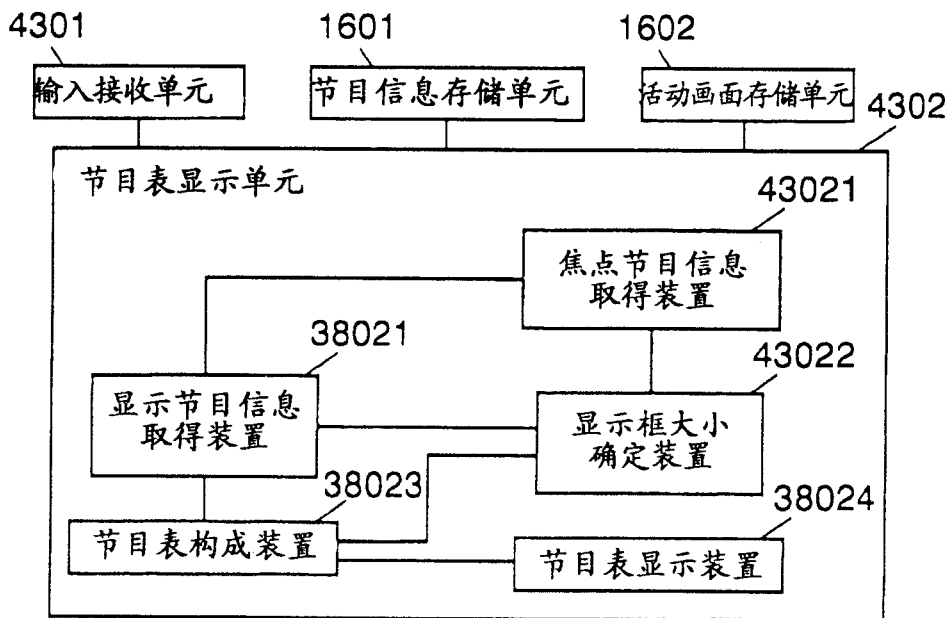 4301
1601
1602
输入接收单元
节目信息存储单元
活动画面存储单元
4302
节目表显示单元
43021
焦点节目信息
取得装置
38021
43022
显示节目信息
取得装置
显示框大小
确定装置
38023
38024
节目表构成装置
节目表显示装置